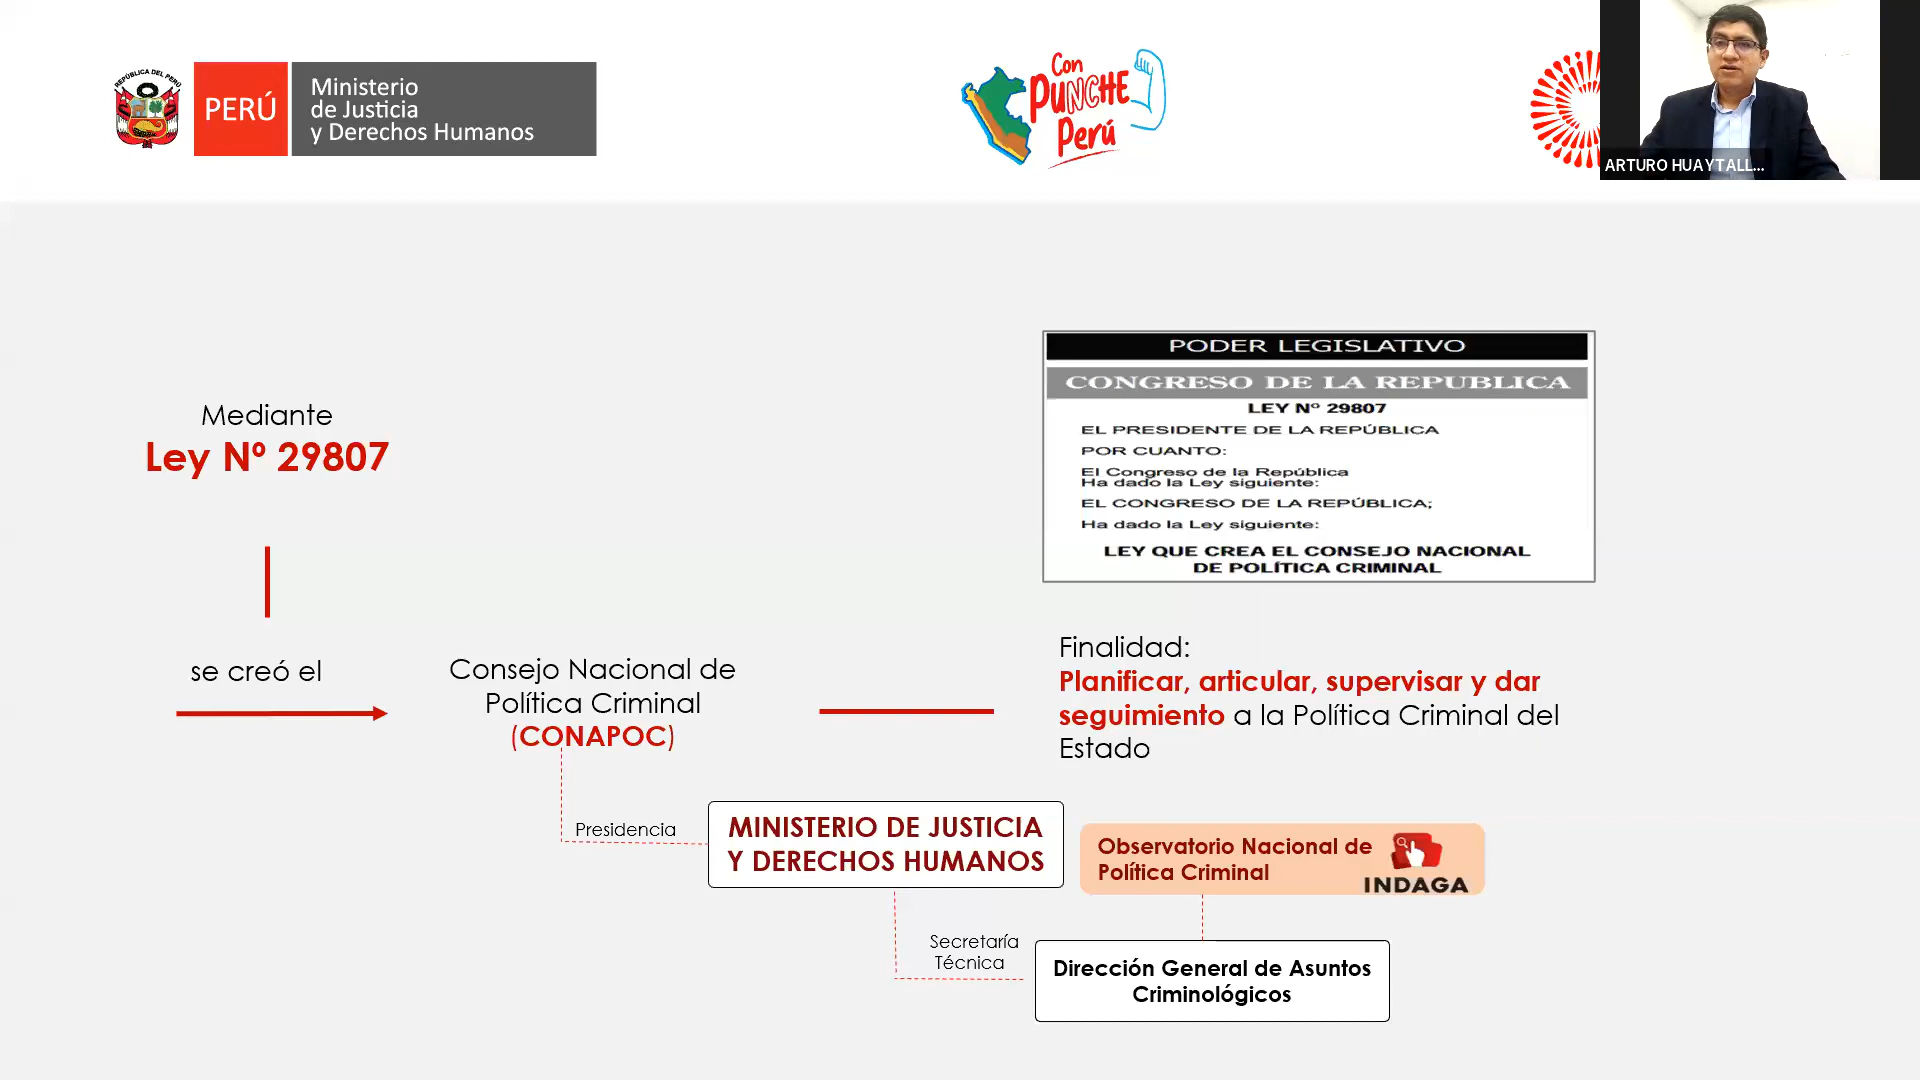 REPÚBLICA DEL PERÚ
PERÚ
Ministerio
de Justicia
y Derechos Humanos
Con
PUNCHE
Perú
ARTURO HUAYTALL...
PODER LEGISLATIVO
CONGRESO DE LA REPUBLICA
LEY Nº 29807
EL PRESIDENTE DE LA REPÚBLICA
POR CUANTO:
El Congreso de la República
Ha dado la Ley siguiente:
EL CONGRESO DE LA REPÚBLICA;
Ha dado la Ley siguiente:
LEY QUE CREA EL CONSEJO NACIONAL
DE POLÍTICA CRIMINAL
Mediante
Ley Nº 29807
se creó el
Consejo Nacional de
Política Criminal
(CONAPOC)
Finalidad:
Planificar, articular, supervisar y dar
seguimiento a la Política Criminal del
Estado
Presidencia
MINISTERIO DE JUSTICIA
Y DERECHOS HUMANOS
Observatorio Nacional de
Política Criminal
INDAGA
Secretaría
Técnica
Dirección General de Asuntos
Criminológicos